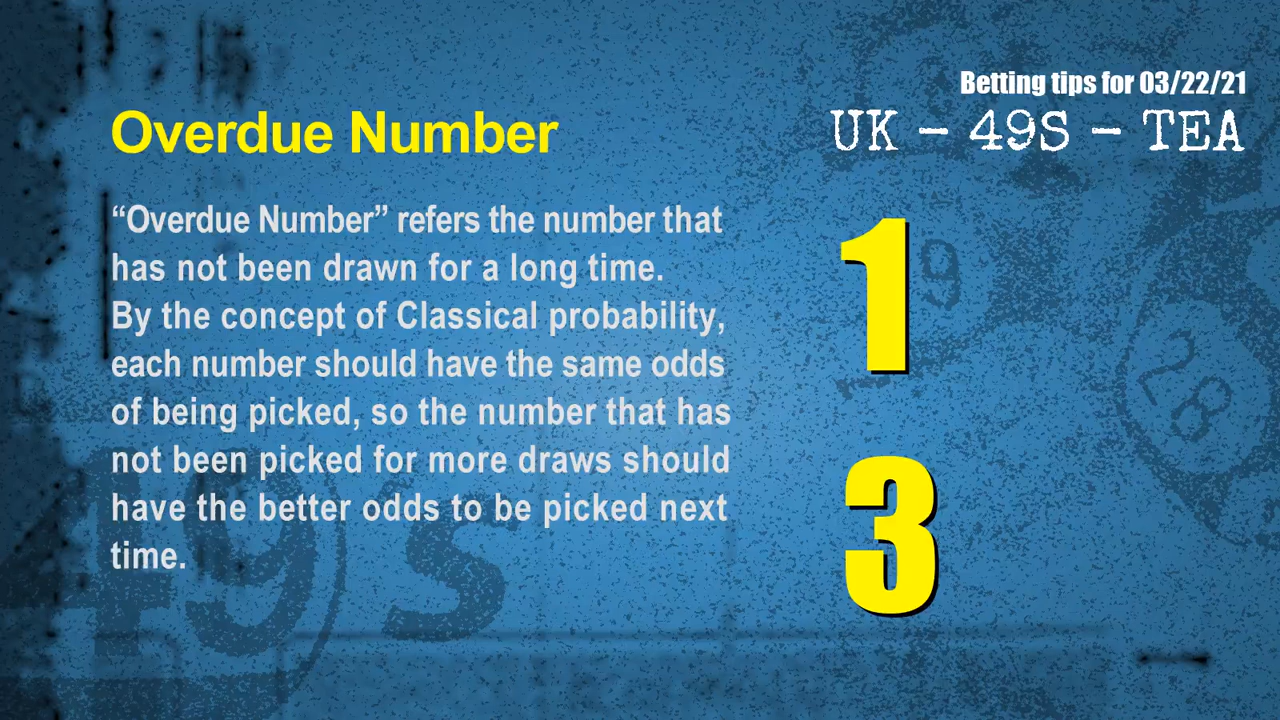 Betting tips for 03/22/21
UK - 49S - TEA
Overdue Number
“Overdue Number” refers the number that
has not been drawn for a long time.
By the concept of Classical probability,
each number should have the same odds
of being picked, so the number that has
not been picked for more draws should
have the better odds to be picked next
time.
1
3
9
28
49s